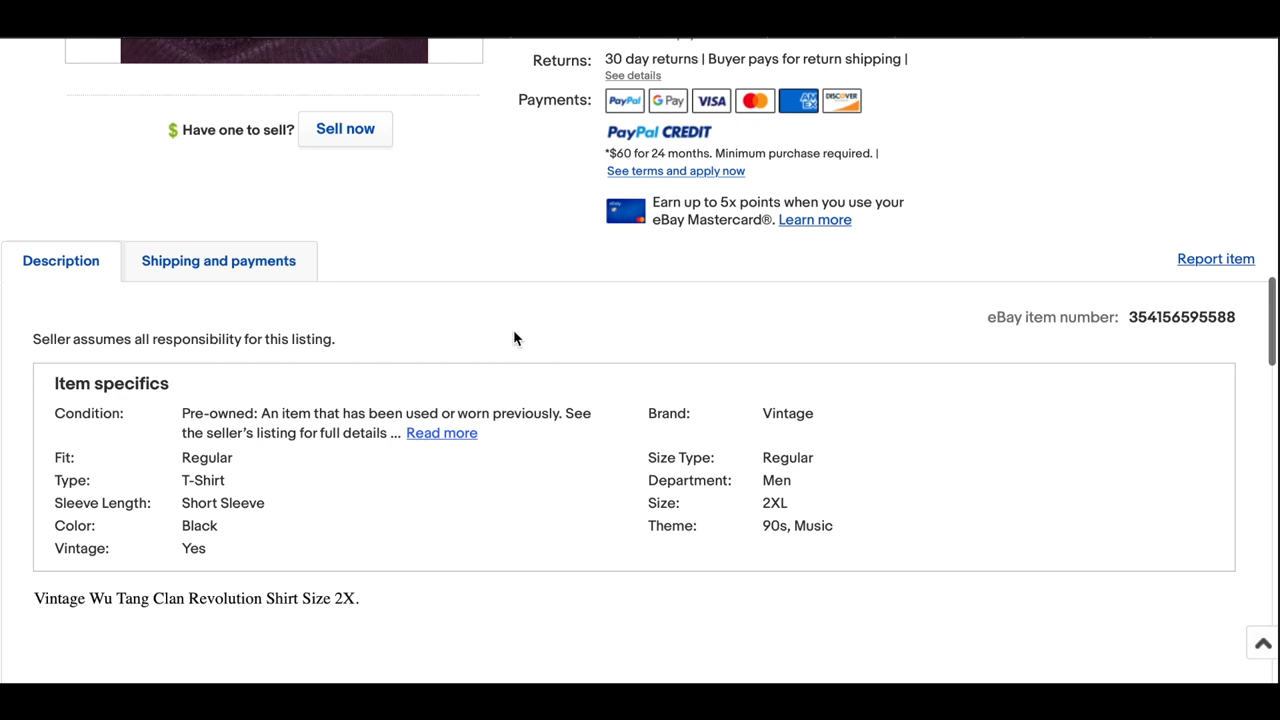 Returns: 30 day returns | Buyer pays for return shipping |
See details
Payments: PayPal G Pay VISA AMEX DISCOVER
PayPal CREDIT
*$60 for 24 months. Minimum purchase required. |
See terms and apply now
Earn up to 5x points when you use your
eBay Mastercard®. Learn more
Have one to sell? Sell now
Description Shipping and payments Report item
eBay item number: 354156595588
Seller assumes all responsibility for this listing.
Item specifics
Condition: Pre-owned: An item that has been used or worn previously. See
the seller's listing for full details ... Read more
Brand: Vintage
Fit: Regular Size Type: Regular
Type: T-Shirt Department: Men
Sleeve Length: Short Sleeve Size: 2XL
Color: Black Theme: 90s, Music
Vintage: Yes
Vintage Wu Tang Clan Revolution Shirt Size 2X.